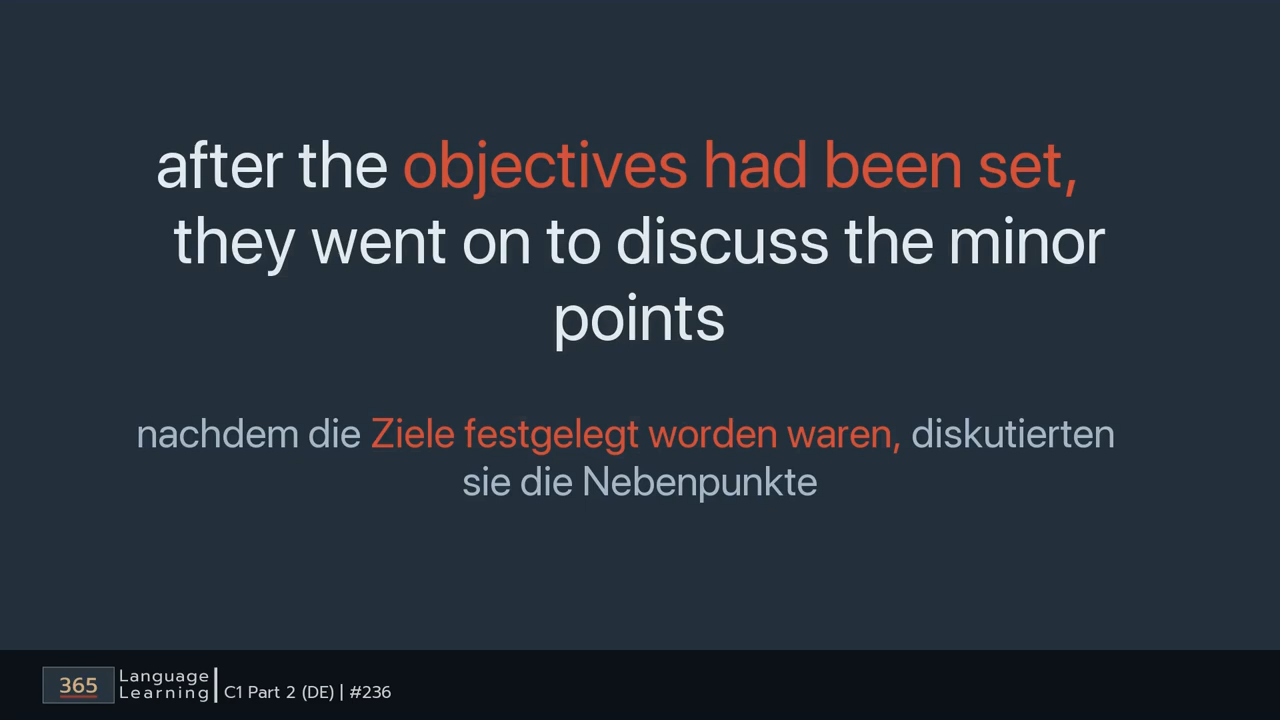 after the objectives had been set,
they went on to discuss the minor
points
nachdem die Ziele festgelegt worden waren, diskutierten
sie die Nebenpunkte
365
Language
Learning
C1 Part 2 (DE) | #236